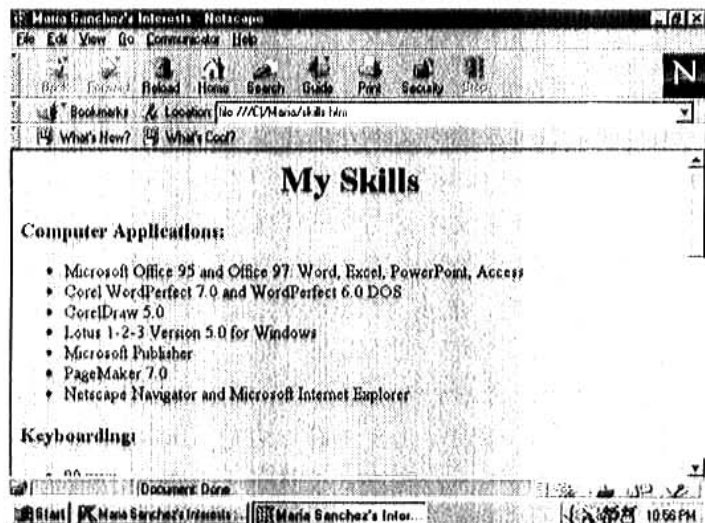 Maria Sanchez's Interests - Netscape
File Edit View Go Communicator Help
Back Forward Reload Home Search Guide Print Security Stop
Bookmarks Location: file:///C|/Maria/skills.htm
What's New? What's Cool?
My Skills
Computer Applications:
Microsoft Office 95 and Office 97: Word, Excel, PowerPoint, Access
Corel WordPerfect 7.0 and WordPerfect 6.0 DOS
CorelDraw 5.0
Lotus 1-2-3 Version 5.0 for Windows
Microsoft Publisher
PageMaker 7.0
Netscape Navigator and Microsoft Internet Explorer
Keyboarding:
Document: Done
Start Maria Sanchez's Interests ... Maria Sanchez's Inter... 10:56 PM